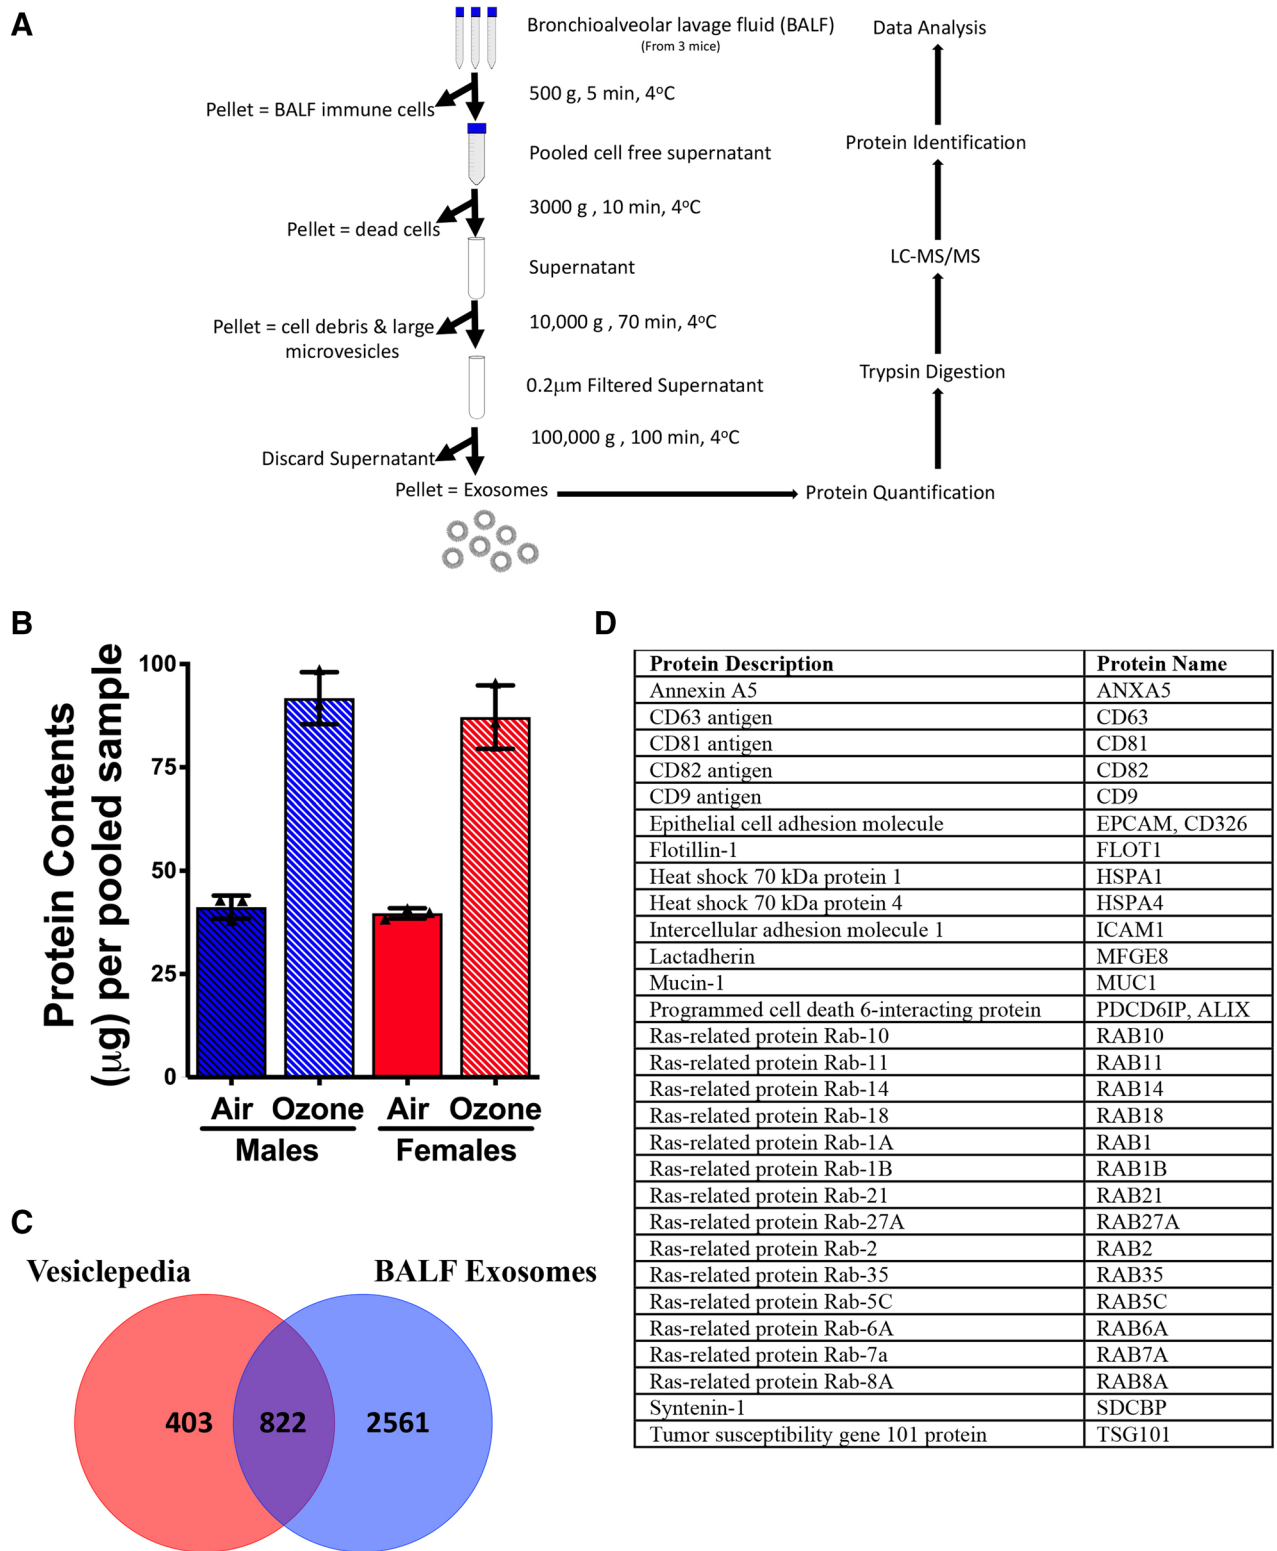 A
Bronchioalveolar lavage fluid (BALF)
(From 3 mice)
Pellet = BALF immune cells
500 g, 5 min, 4ºC
Pooled cell free supernatant
Pellet = dead cells
3000 g , 10 min, 4ºC
Supernatant
Pellet = cell debris & large
microvesicles
10,000 g , 70 min, 4ºC
0.2µm Filtered Supernatant
100,000 g , 100 min, 4ºC
Discard Supernatant
Pellet = Exosomes
Protein Quantification
Trypsin Digestion
LC-MS/MS
Protein Identification
Data Analysis
B
Protein Contents
(µg) per pooled sample
100
75
50
25
0
Air Ozone Air Ozone
Males Females
C
Vesiclepedia BALF Exosomes
403 822 2561
D
Protein Description Protein Name
Annexin A5 ANXA5
CD63 antigen CD63
CD81 antigen CD81
CD82 antigen CD82
CD9 antigen CD9
Epithelial cell adhesion molecule EPCAM, CD326
Flotillin-1 FLOT1
Heat shock 70 kDa protein 1 HSPA1
Heat shock 70 kDa protein 4 HSPA4
Intercellular adhesion molecule 1 ICAM1
Lactadherin MFGE8
Mucin-1 MUC1
Programmed cell death 6-interacting protein PDCD6IP, ALIX
Ras-related protein Rab-10 RAB10
Ras-related protein Rab-11 RAB11
Ras-related protein Rab-14 RAB14
Ras-related protein Rab-18 RAB18
Ras-related protein Rab-1A RAB1
Ras-related protein Rab-1B RAB1B
Ras-related protein Rab-21 RAB21
Ras-related protein Rab-27A RAB27A
Ras-related protein Rab-2 RAB2
Ras-related protein Rab-35 RAB35
Ras-related protein Rab-5C RAB5C
Ras-related protein Rab-6A RAB6A
Ras-related protein Rab-7a RAB7A
Ras-related protein Rab-8A RAB8A
Syntenin-1 SDCBP
Tumor susceptibility gene 101 protein TSG101